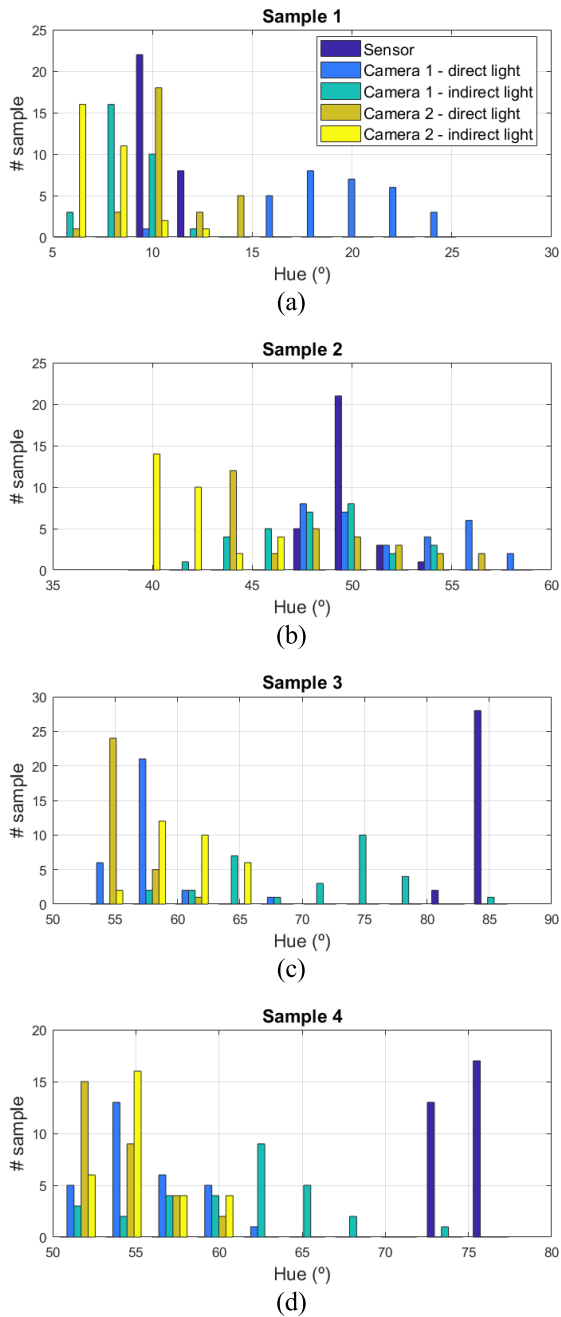 Sample 1
25
20
15
10
5
0
# sample
Sensor
Camera 1 - direct light
Camera 1 - indirect light
Camera 2 - direct light
Camera 2 - indirect light
5 10 15 20 25 30
Hue (º)
(a)
Sample 2
25
20
15
10
5
0
# sample
35 40 45 50 55 60
Hue (º)
(b)
Sample 3
30
25
20
15
10
5
0
# sample
50 55 60 65 70 75 80 85 90
Hue (º)
(c)
Sample 4
20
15
10
5
0
# sample
50 55 60 65 70 75 80
Hue (º)
(d)